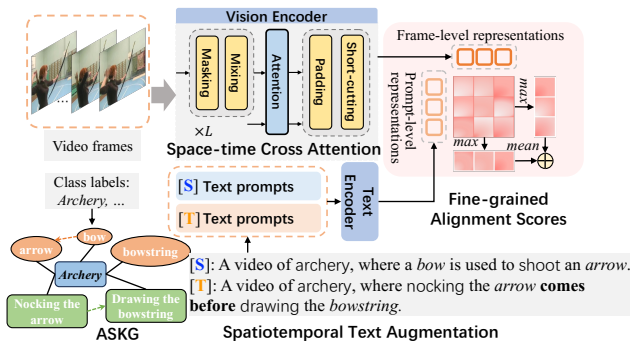 Vision Encoder
Masking
Mixing
Attention
Padding
Short-cutting
×L
Space-time Cross Attention
...
Video frames
Frame-level representations
Prompt-level
representations
max
max
mean
Fine-grained
Alignment Scores
Class labels:
Archery, ...
[S] Text prompts
[T] Text prompts
Text
Encoder
arrow
bow
bowstring
Archery
Nocking the
arrow
Drawing the
bowstring
ASKG
[S]: A video of archery, where a bow is used to shoot an arrow.
[T]: A video of archery, where nocking the arrow comes
before drawing the bowstring.
Spatiotemporal Text Augmentation